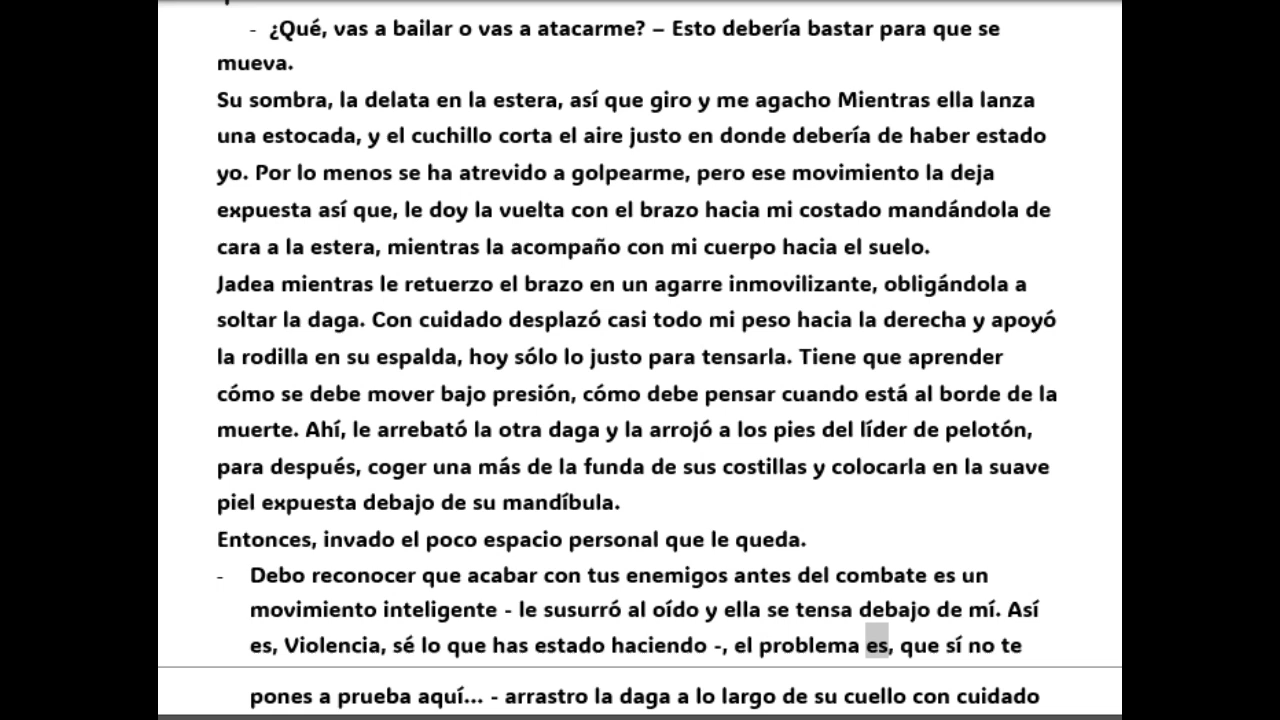 - ¿Qué, vas a bailar o vas a atacarme? – Esto debería bastar para que se
mueva.
Su sombra, la delata en la estera, así que giro y me agacho Mientras ella lanza
una estocada, y el cuchillo corta el aire justo en donde debería de haber estado
yo. Por lo menos se ha atrevido a golpearme, pero ese movimiento la deja
expuesta así que, le doy la vuelta con el brazo hacia mi costado mandándola de
cara a la estera, mientras la acompaño con mi cuerpo hacia el suelo.
Jadea mientras le retuerzo el brazo en un agarre inmovilizante, obligándola a
soltar la daga. Con cuidado desplazó casi todo mi peso hacia la derecha y apoyó
la rodilla en su espalda, hoy sólo lo justo para tensarla. Tiene que aprender
cómo se debe mover bajo presión, cómo debe pensar cuando está al borde de la
muerte. Ahí, le arrebató la otra daga y la arrojó a los pies del líder de pelotón,
para después, coger una más de la funda de sus costillas y colocarla en la suave
piel expuesta debajo de su mandíbula.
Entonces, invado el poco espacio personal que le queda.
- Debo reconocer que acabar con tus enemigos antes del combate es un
movimiento inteligente - le susurró al oído y ella se tensa debajo de mí. Así
es, Violencia, sé lo que has estado haciendo -, el problema es, que sí no te
pones a prueba aquí... - arrastro la daga a lo largo de su cuello con cuidado